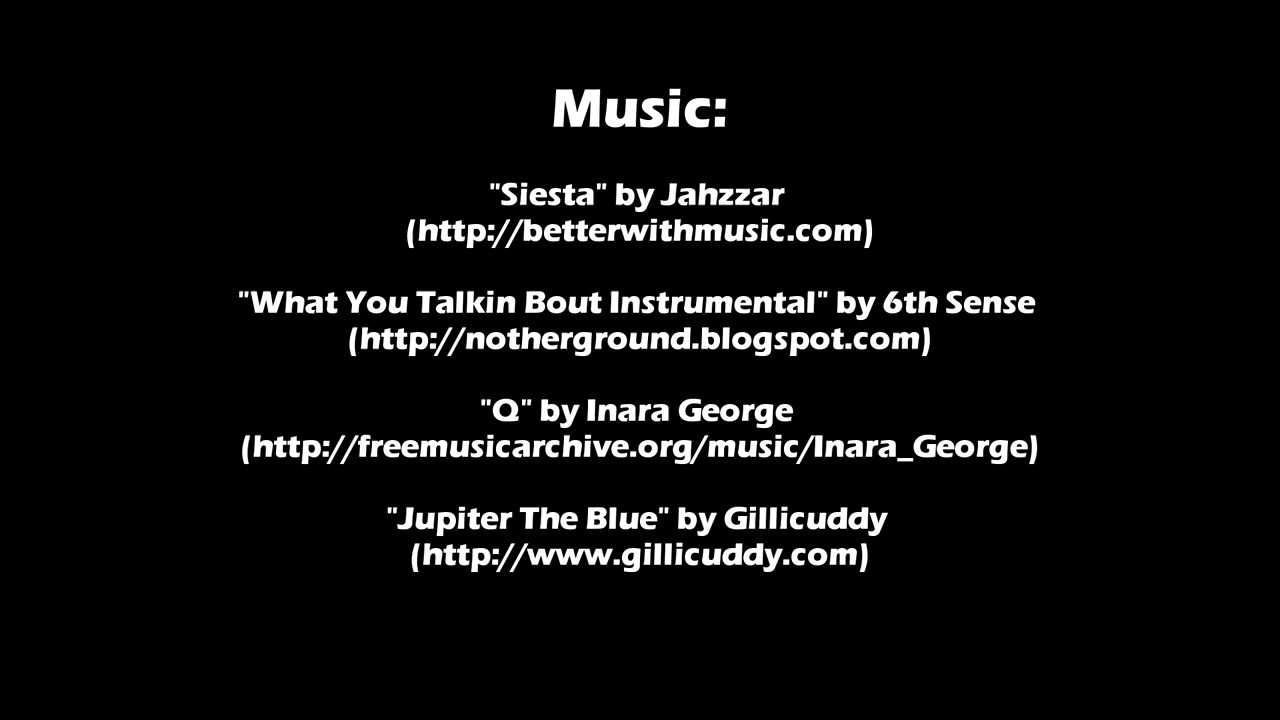 Music:
"Siesta" by Jahzzar
(http://betterwithmusic.com)
"What You Talkin Bout Instrumental" by 6th Sense
(http://notherground.blogspot.com)
"Q" by Inara George
(http://freemusicarchive.org/music/Inara_George)
"Jupiter The Blue" by Gillicuddy
(http://www.gillicuddy.com)